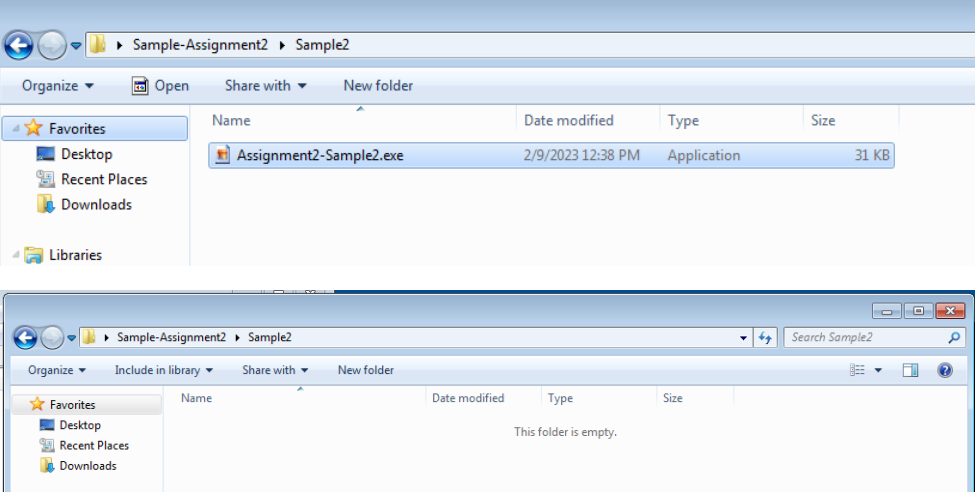 Sample-Assignment2 Sample2
Organize Open Share with New folder
Favorites
Desktop
Recent Places
Downloads
Libraries
Name Date modified Type Size
Assignment2-Sample2.exe 2/9/2023 12:38 PM Application 31 KB
Sample-Assignment2 Sample2 Search Sample2
Organize Include in library Share with New folder
Favorites
Desktop
Recent Places
Downloads
Name Date modified Type Size
This folder is empty.